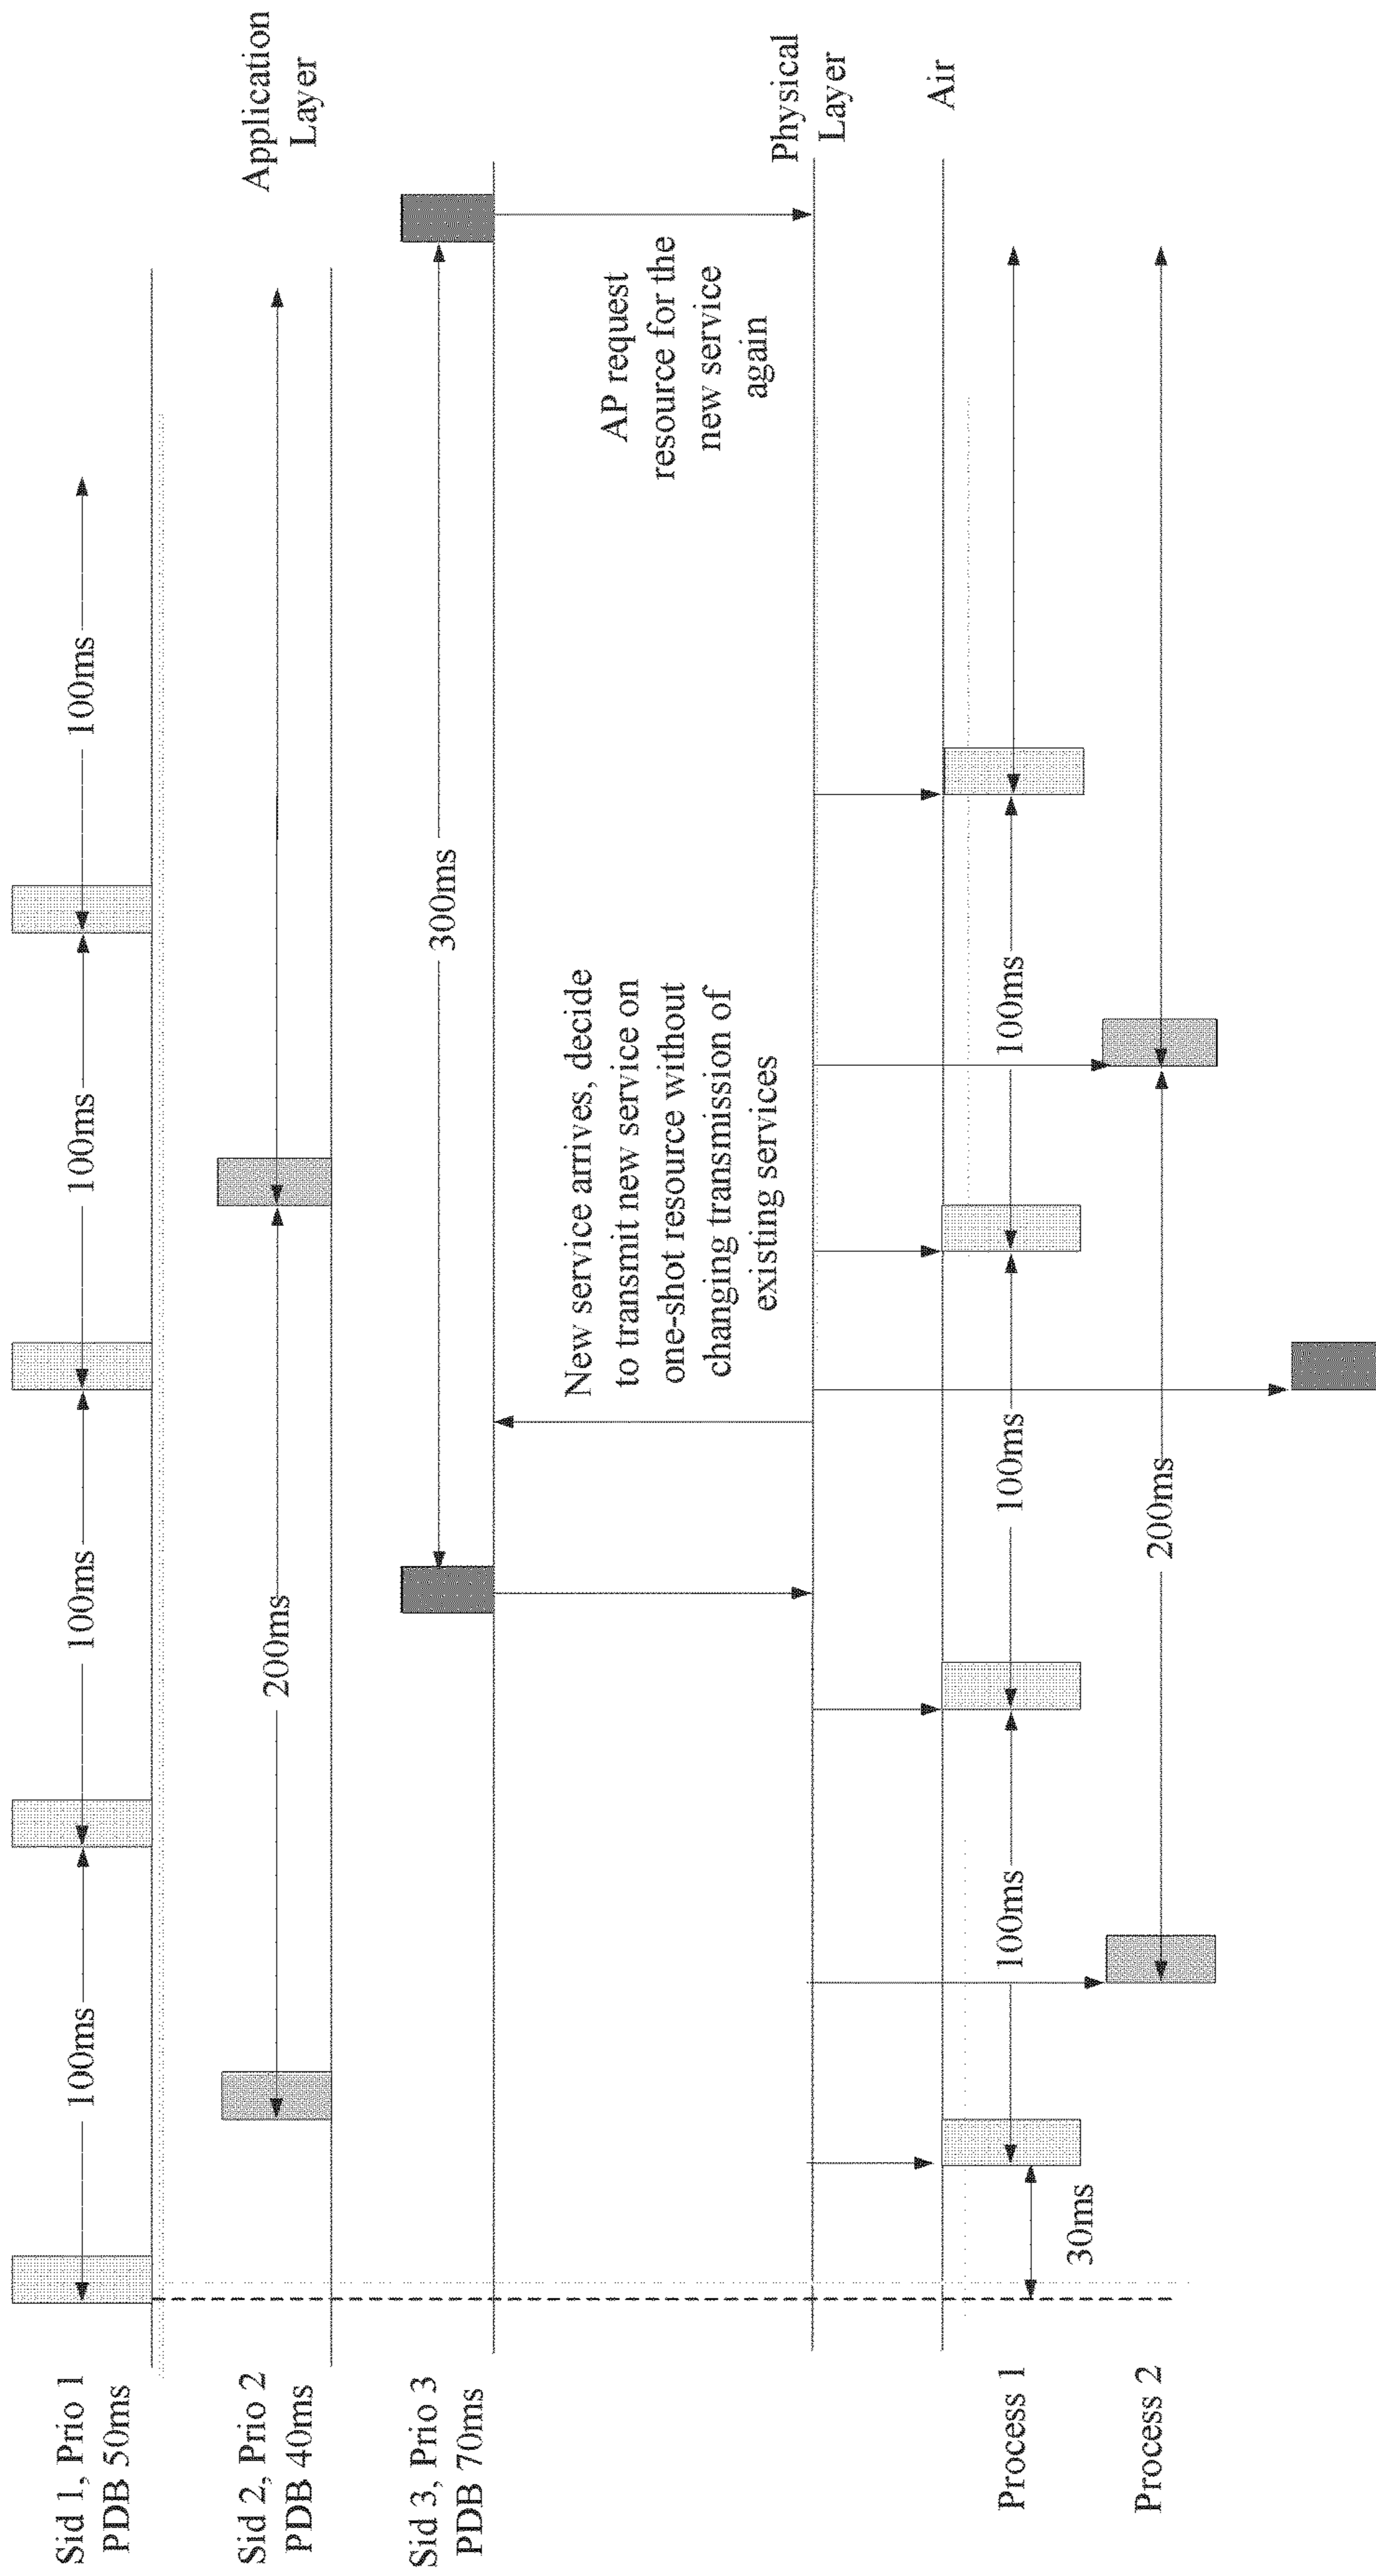 Sid 1, Prio 1
PDB 50ms
100ms
100ms
100ms
100ms
100ms
Sid 2, Prio 2
PDB 40ms
200ms
Application
Layer
Sid 3, Prio 3
PDB 70ms
300ms
New service arrives, decide
to transmit new service on
one-shot resource without
changing transmission of
existing services
AP request
resource for the
new service
again
Physical
Layer
Air
Process 1
30ms
100ms
100ms
100ms
Process 2
200ms